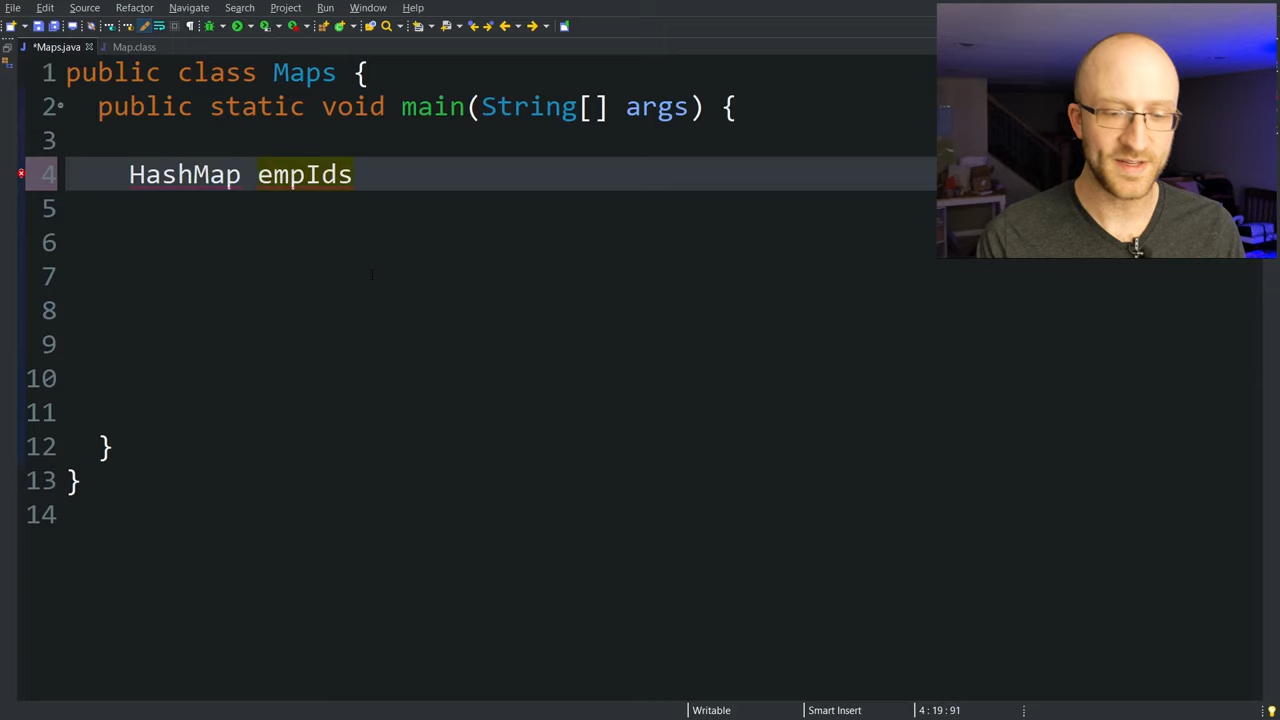 File Edit Source Refactor Navigate Search Project Run Window Help
*Maps.java Map.class
1 public class Maps {
2 public static void main(String[] args) {
3
4 HashMap empIds
5
6
7
8
9
10
11
12 }
13 }
14
Writable Smart Insert 4 : 19 : 91